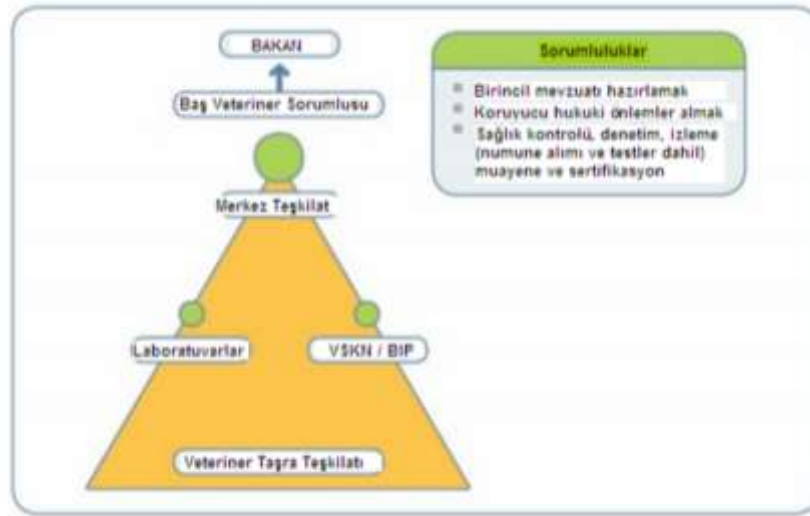 BAKAN
Baş Veteriner Sorumlusu
Merkez Teşkilat
Laboratuvarlar
VSKN / BIP
Veteriner Taşra Teşkilatı
Sorumluluklar
Birincil mevzuatı hazırlamak
Koruyucu hukuki önlemler almak
Sağlık kontrolü, denetim, izleme
(numune alımı ve testler dahil)
muayene ve sertifikasyon